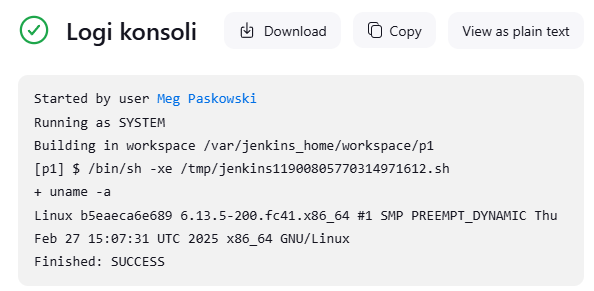 Logi konsoli
Download
Copy
View as plain text
Started by user Meg Paskowski
Running as SYSTEM
Building in workspace /var/jenkins_home/workspace/p1
[p1] $ /bin/sh -xe /tmp/jenkins11900805770314971612.sh
+ uname -a
Linux b5eaeca6e689 6.13.5-200.fc41.x86_64 #1 SMP PREEMPT_DYNAMIC Thu
Feb 27 15:07:31 UTC 2025 x86_64 GNU/Linux
Finished: SUCCESS